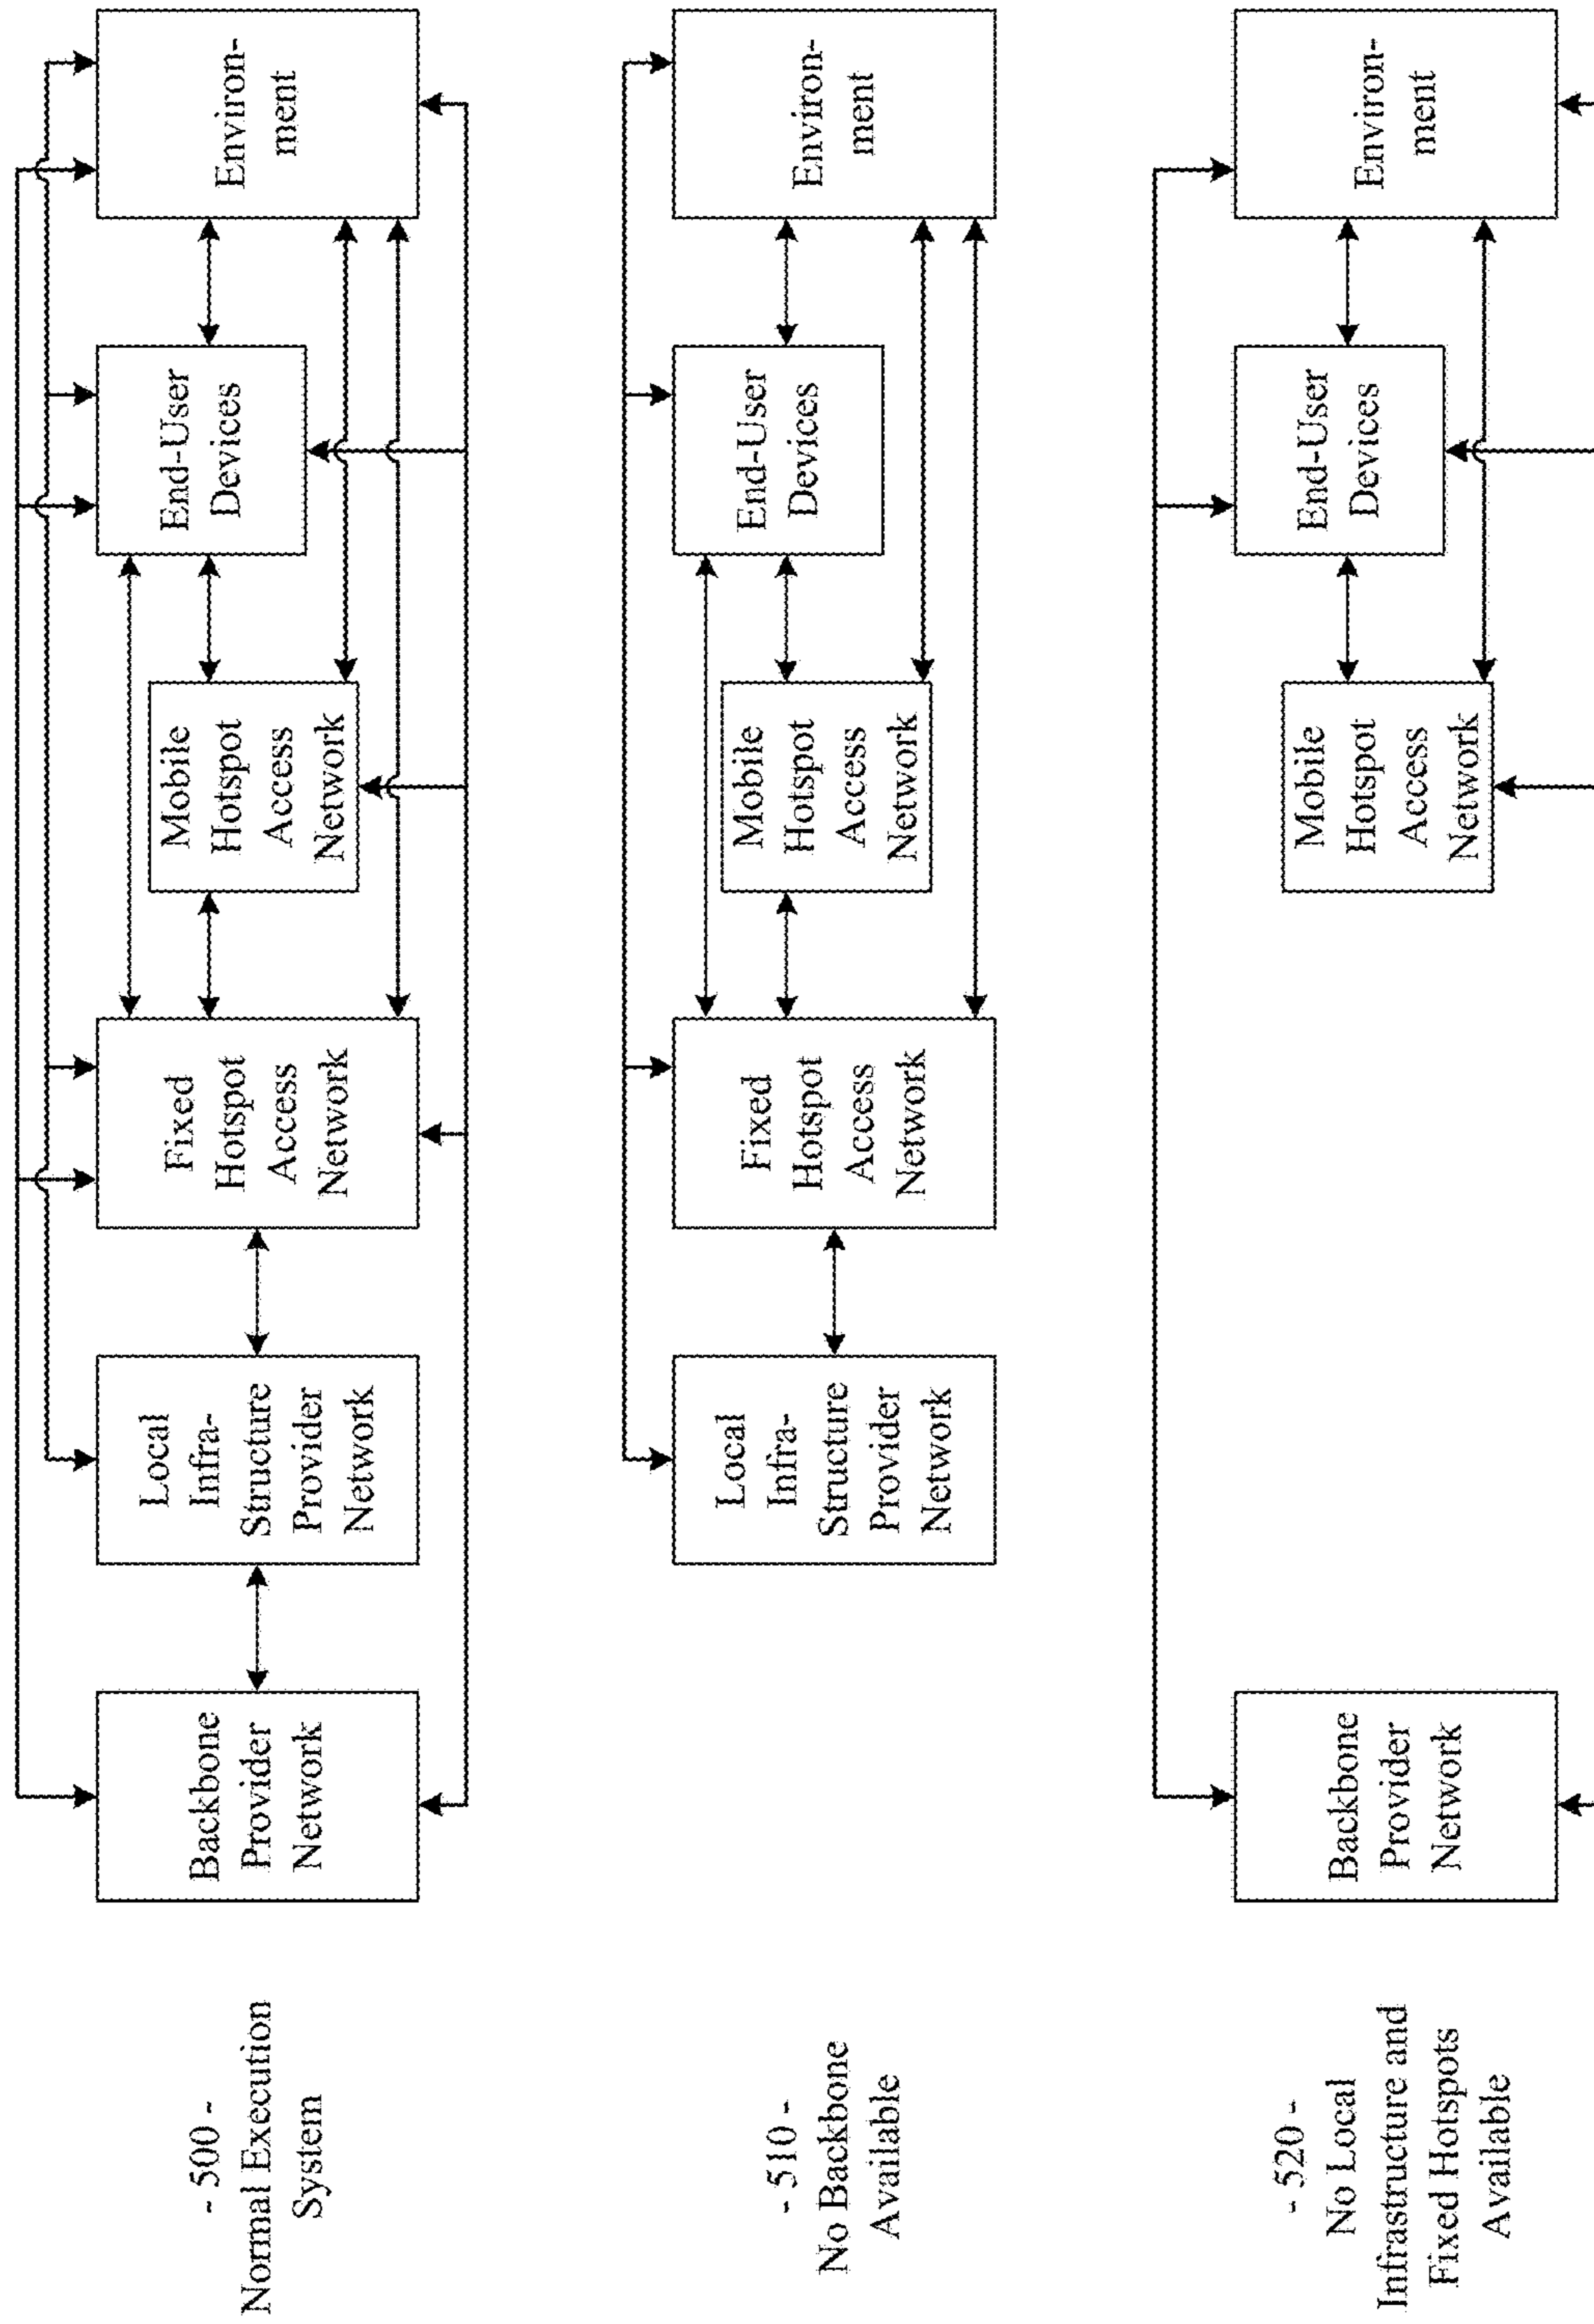 - 500 -
Normal Execution
System
Backbone
Provider
Network
Local
Infra-
Structure
Provider
Network
Fixed
Hotspot
Access
Network
Mobile
Hotspot
Access
Network
End-User
Devices
Environ-
ment
- 510 -
No Backbone
Available
Local
Infra-
Structure
Provider
Network
Fixed
Hotspot
Access
Network
Mobile
Hotspot
Access
Network
End-User
Devices
Environ-
ment
- 520 -
No Local
Infrastructure and
Fixed Hotspots
Available
Backbone
Provider
Network
Mobile
Hotspot
Access
Network
End-User
Devices
Environ-
ment